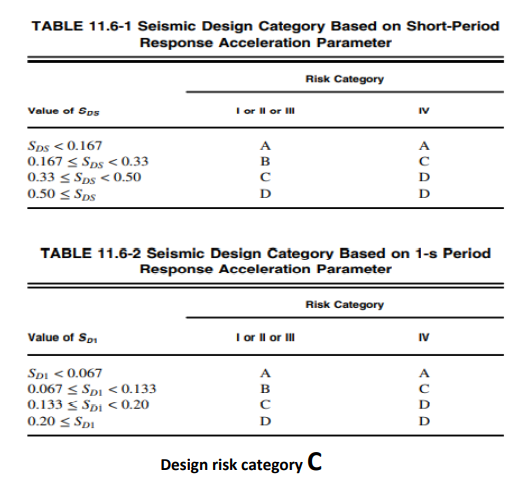 TABLE 11.6-1 Seismic Design Category Based on Short-Period
Response Acceleration Parameter
Risk Category
Value of SDS I or II or III IV
SDS < 0.167 A A
0.167 ≤ SDS < 0.33 B C
0.33 ≤ SDS < 0.50 C D
0.50 ≤ SDS D D
TABLE 11.6-2 Seismic Design Category Based on 1-s Period
Response Acceleration Parameter
Risk Category
Value of SD1 I or II or III IV
SD1 < 0.067 A A
0.067 ≤ SD1 < 0.133 B C
0.133 ≤ SD1 < 0.20 C D
0.20 ≤ SD1 D D
Design risk category C